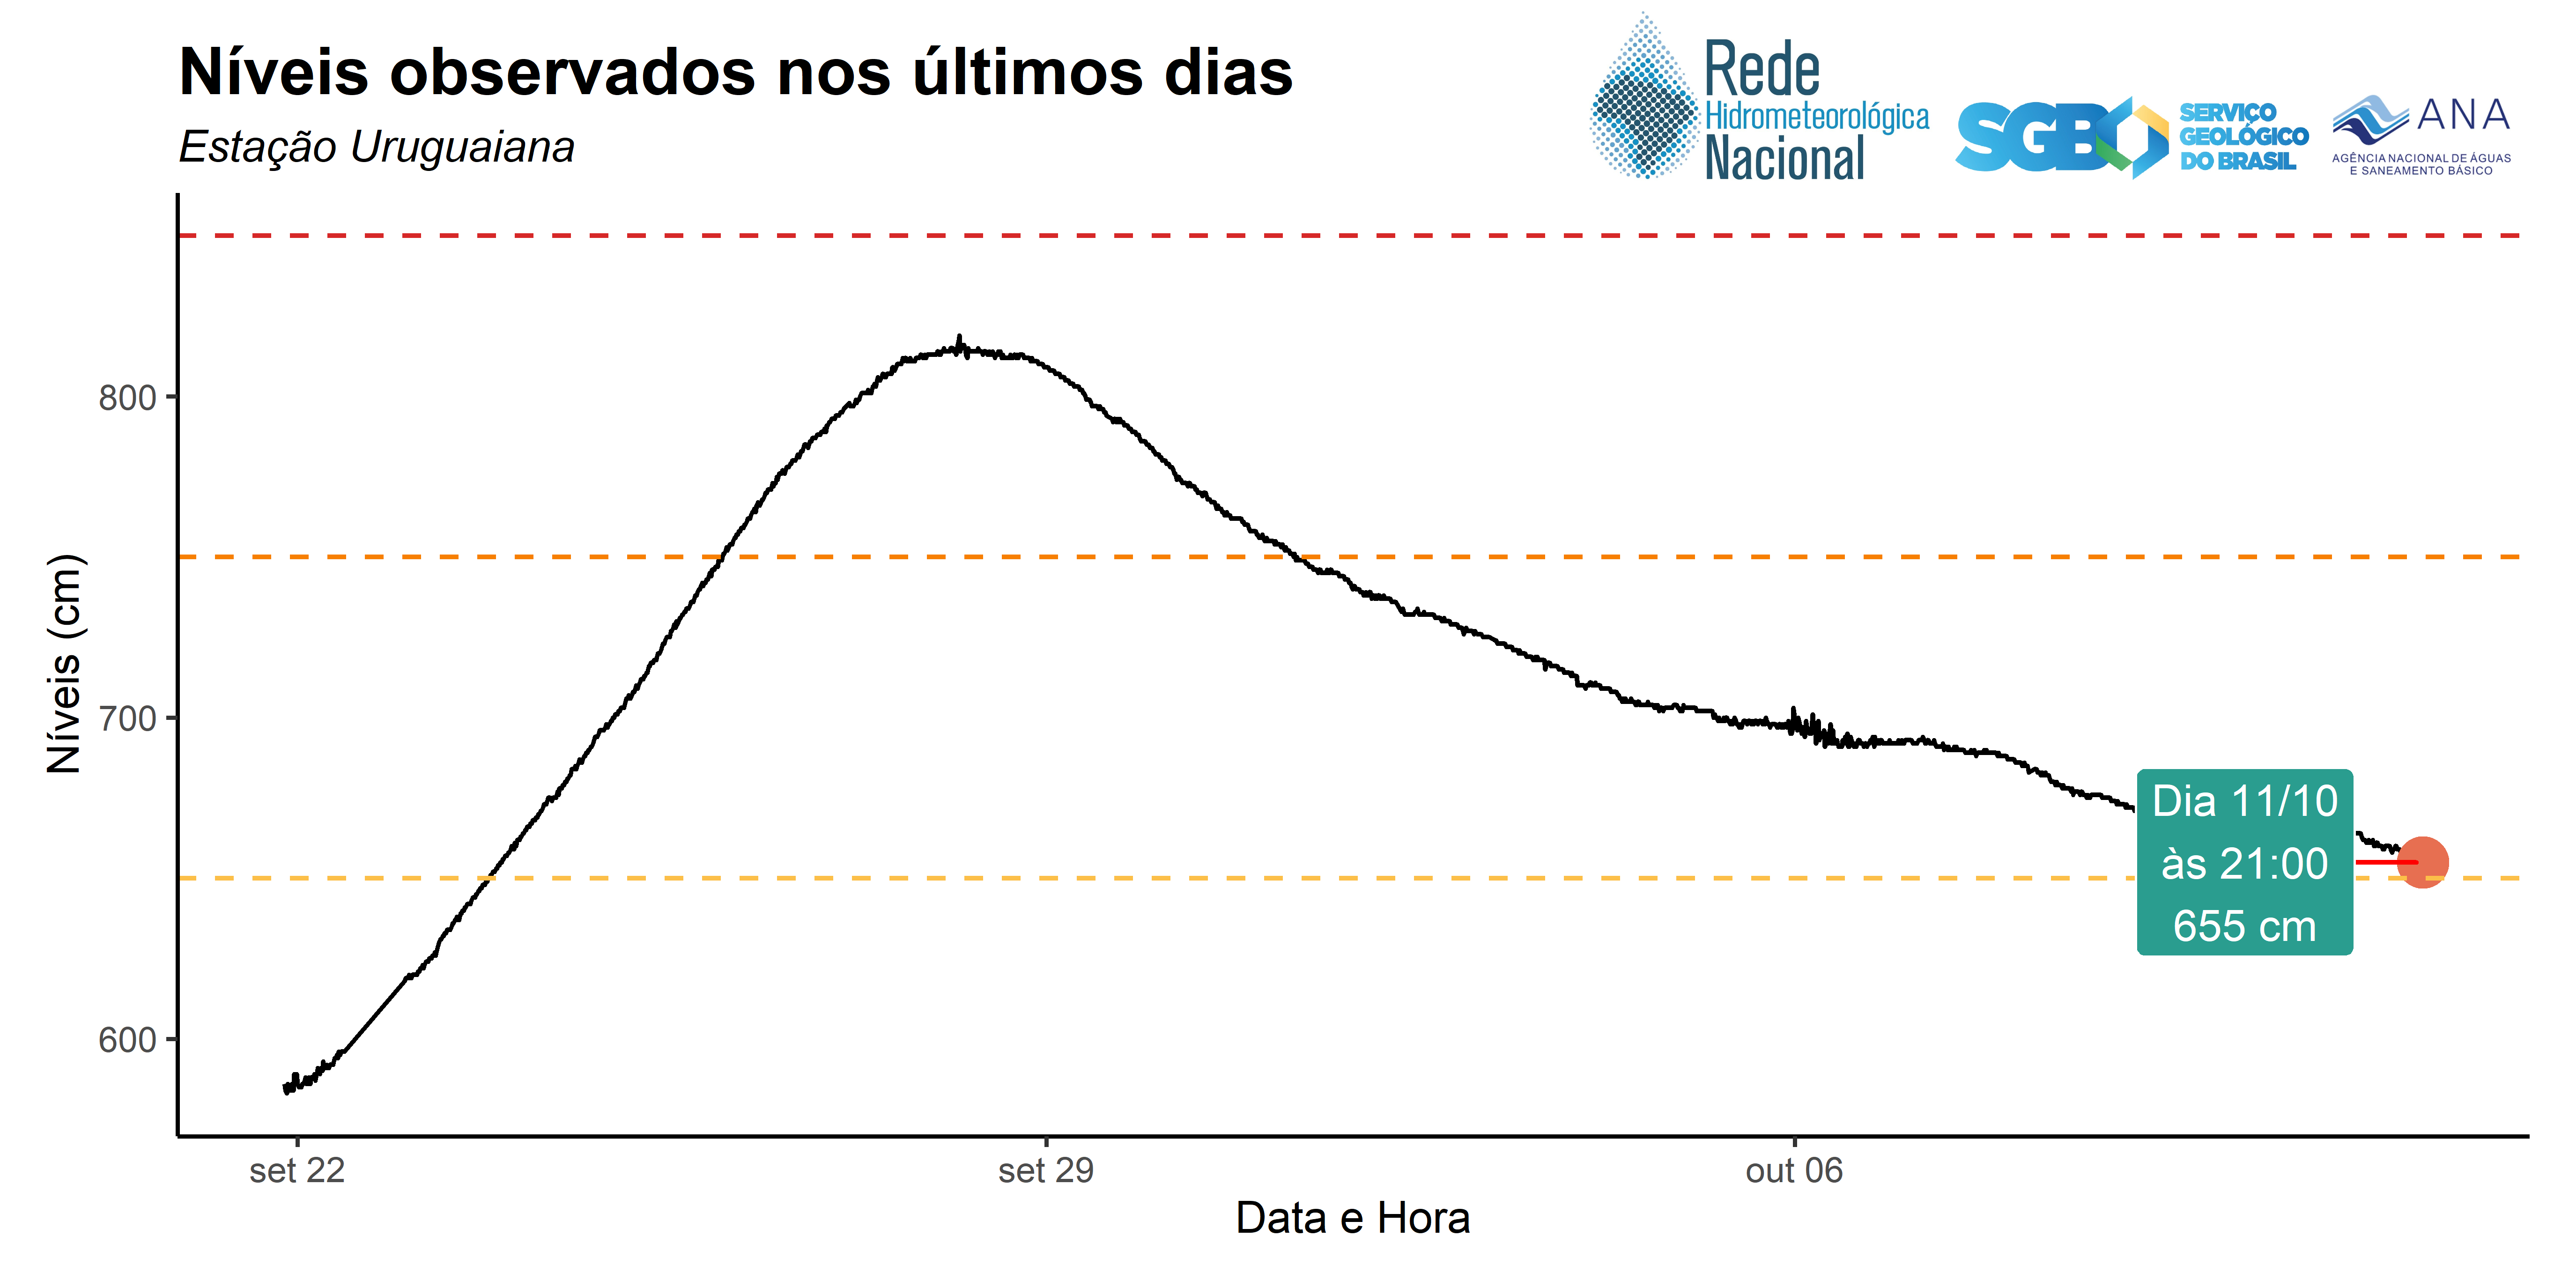 Níveis observados nos últimos dias
Estação Uruguaiana
Rede
Hidrometeorológica
Nacional
SGB
SERVIÇO
GEOLÓGICO
DO BRASIL
ANA
AGÊNCIA NACIONAL DE ÁGUAS
E SANEAMENTO BÁSICO
Níveis (cm)
800
700
600
Dia 11/10
às 21:00
655 cm
set 22
set 29
out 06
Data e Hora